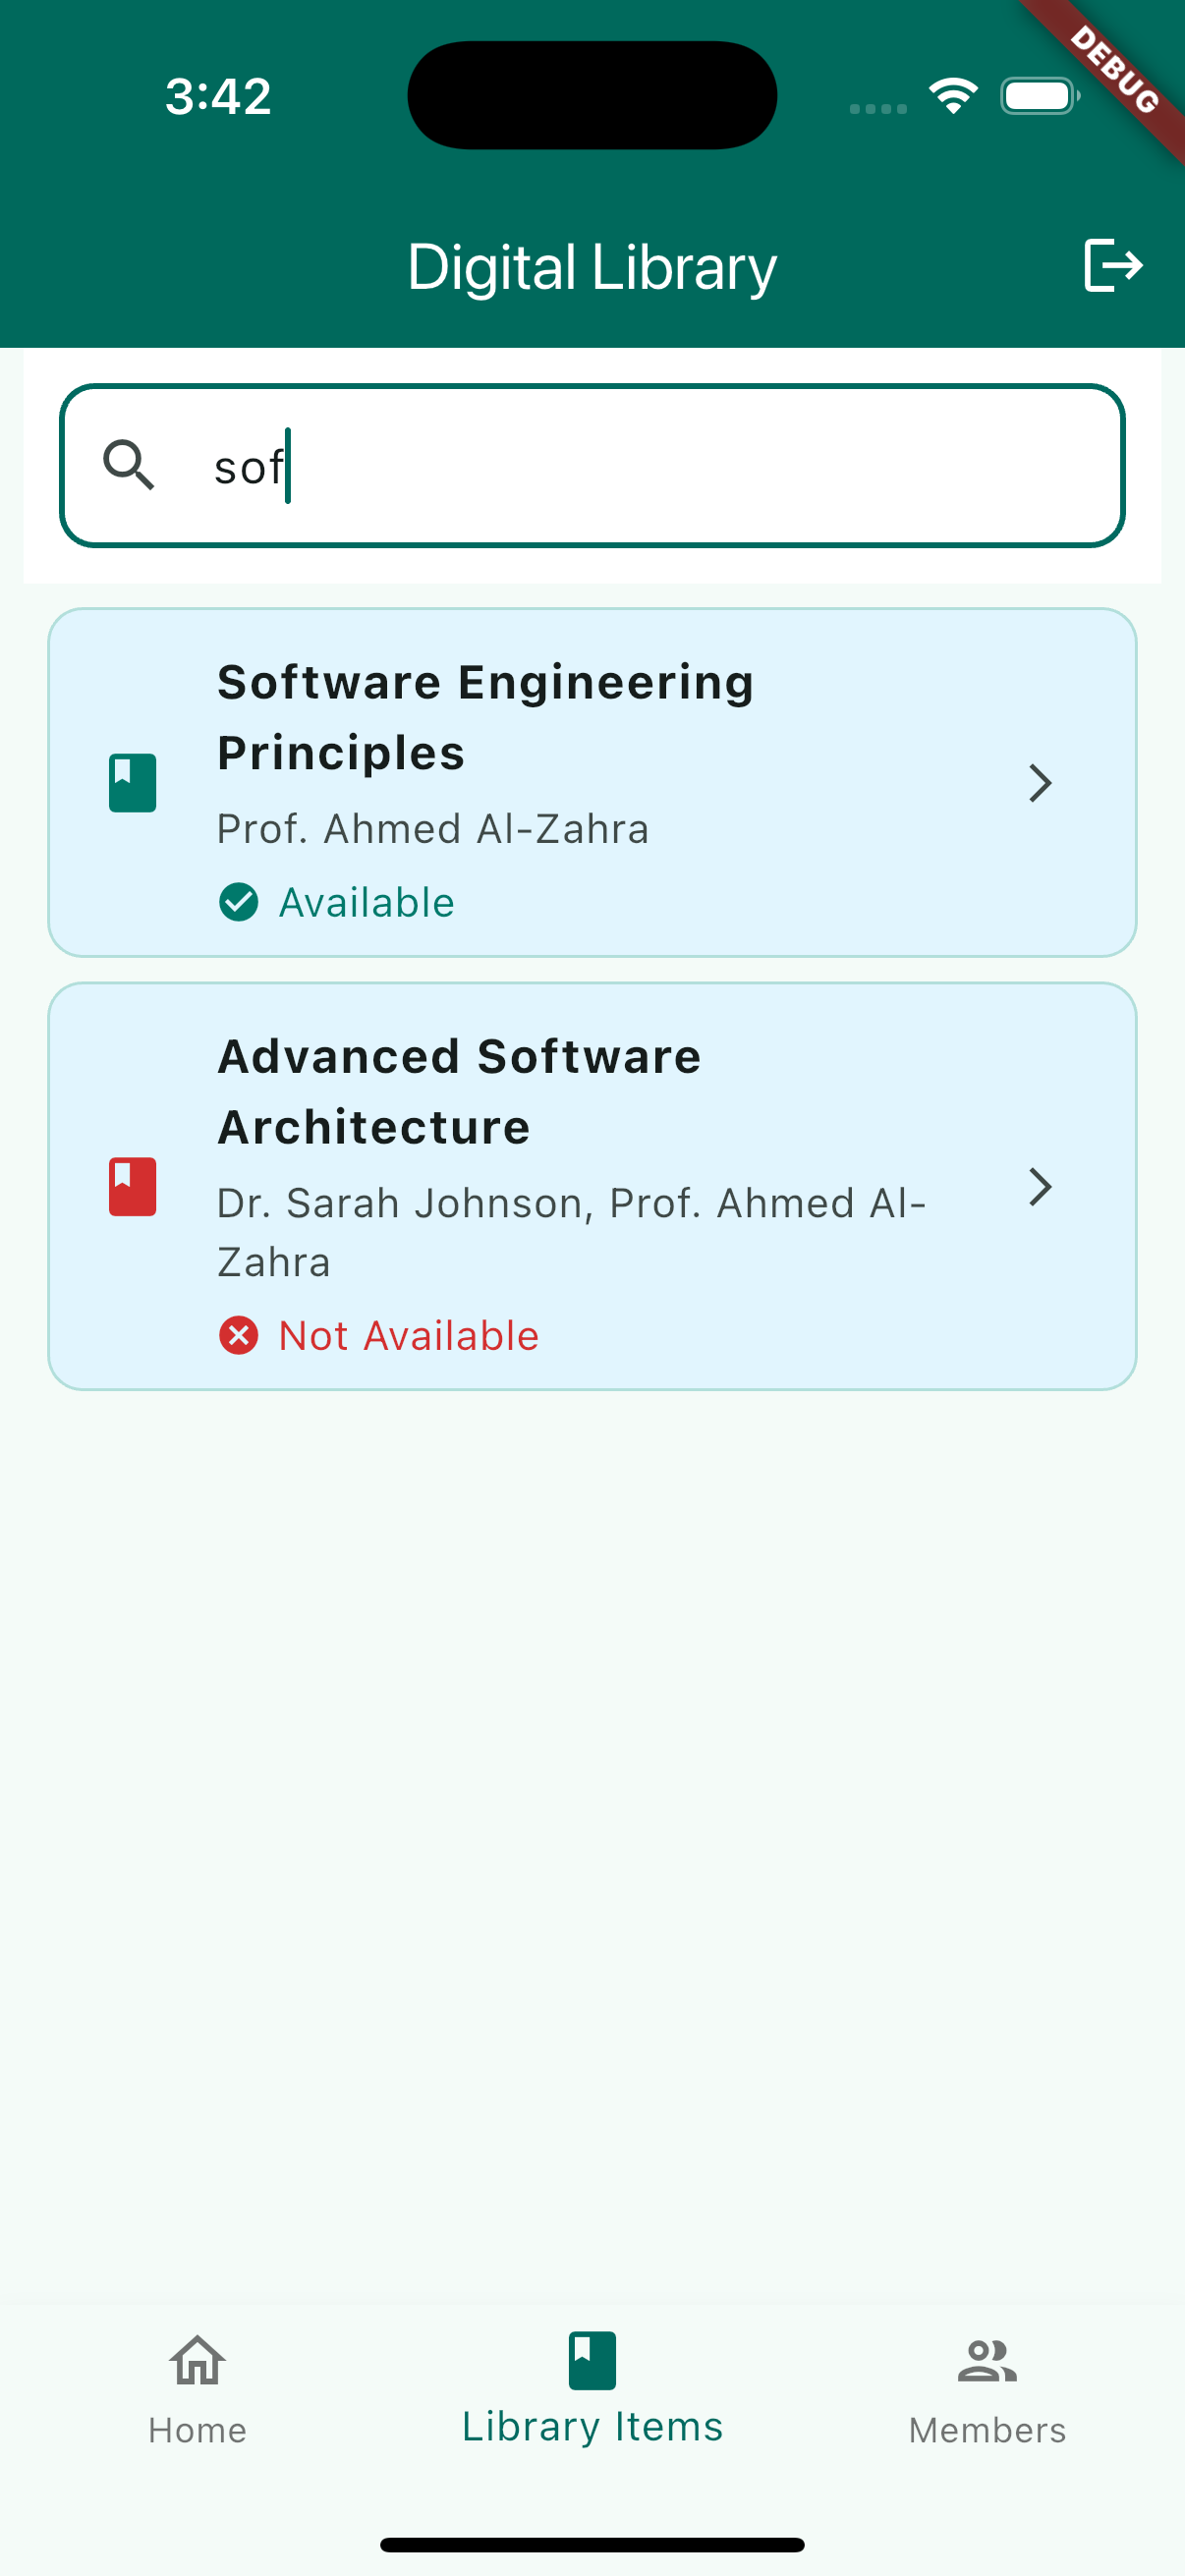 3:42
DEBUG
Digital Library
sof
Software Engineering
Principles
Prof. Ahmed Al-Zahra
Available
Advanced Software
Architecture
Dr. Sarah Johnson, Prof. Ahmed Al-
Zahra
Not Available
Home
Library Items
Members